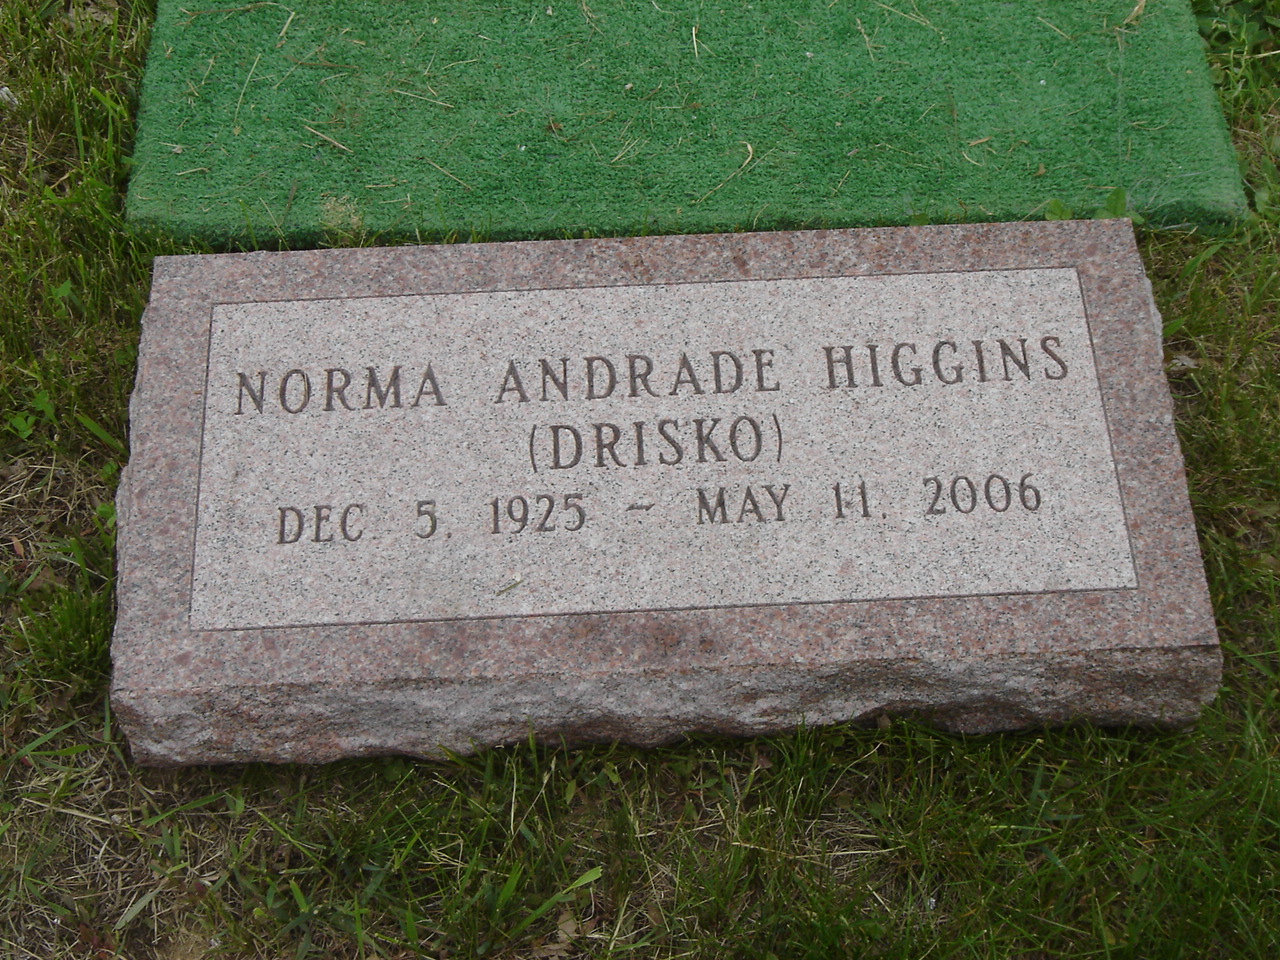 NORMA ANDRADE HIGGINS
(DRISKO)
DEC. 5. 1925 - MAY 11. 2006